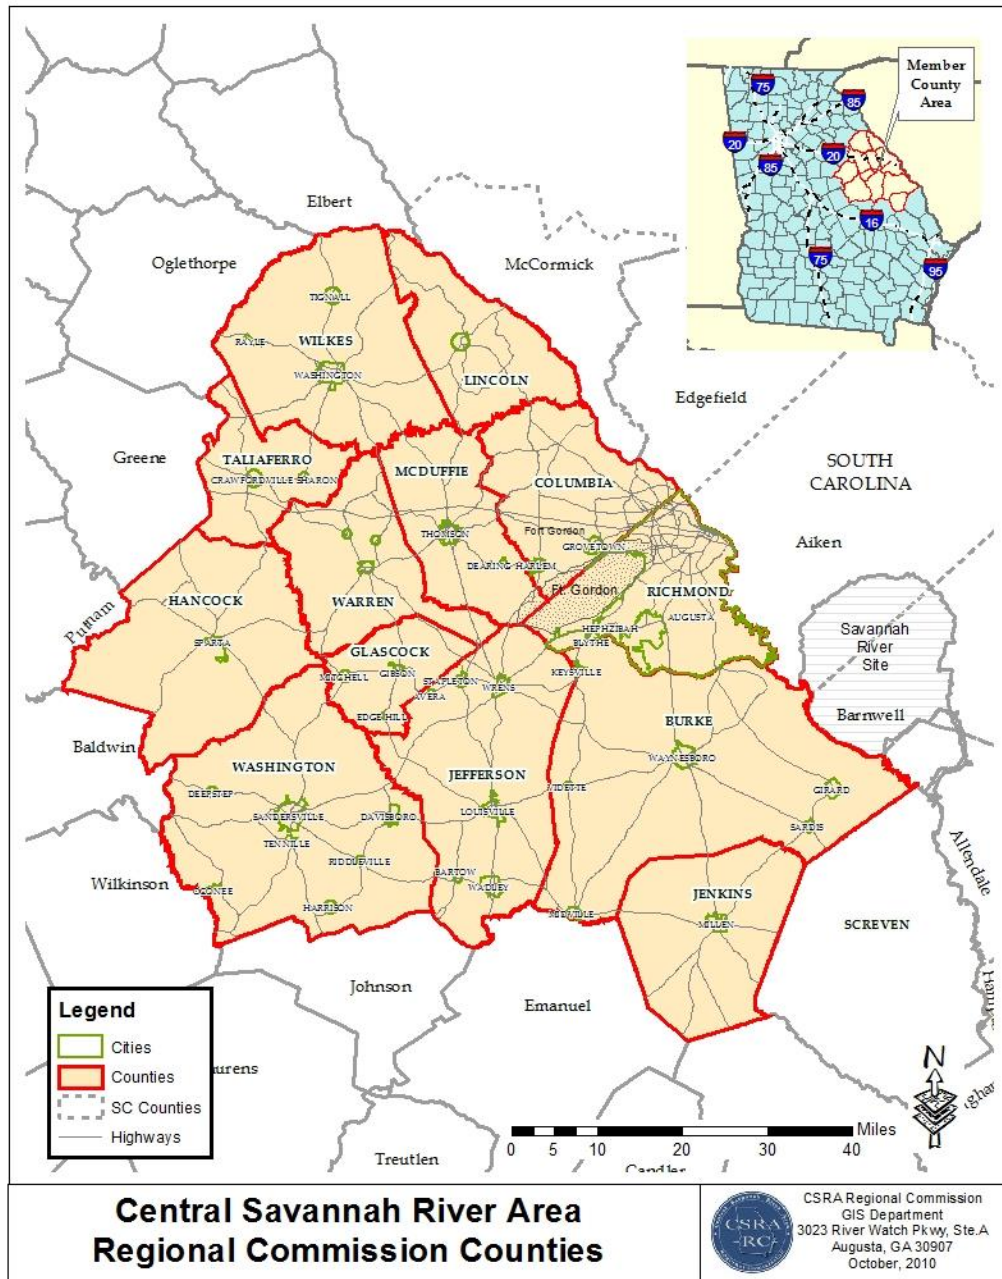 Member
County
Area
75
85
20
20
85
16
75
95
Elbert
Oglethorpe
McCormick
TIGNALL
RAYLE
WILKES
WASHINGTON
LINCOLN
Edgefield
Greene
TALIAFERRO
CRAWFORDVILLE
SHARON
MCDUFFIE
COLUMBIA
SOUTH
CAROLINA
Fort Gordon
THOMSON
GROVETOWN
Aiken
DEARING
HARLEM
Ft. Gordon
RICHMOND
Putnam
HANCOCK
WARREN
AUGUSTA
HEPHZIBAH
BLYTHE
SPARTA
GLASCOCK
Savannah
River
Site
MITCHELL
GIBSON
STAPLETON
WRENS
KEYSVILLE
AVERA
EDGE HILL
BURKE
Barnwell
Baldwin
WASHINGTON
JEFFERSON
WAYNESBORO
DEEPSTEP
VIDETTE
GIRARD
SANDERSVILLE
DAVISBORO
LOUISVILLE
SARDIS
TENNILLE
RIDDLEVILLE
BARTOW
Allendale
Wilkinson
OCONEE
WADLEY
JENKINS
HARRISON
MIDVILLE
MILLEN
SCREVEN
Johnson
Emanuel
Legend
Cities
Counties
SC Counties
Highways
urens
Treutlen
Candler
N
Miles
0 5 10 20 30 40
Central Savannah River Area
Regional Commission Counties
CSRA
RC
CSRA Regional Commission
GIS Department
3023 River Watch Pkwy, Ste.A
Augusta, GA 30907
October, 2010